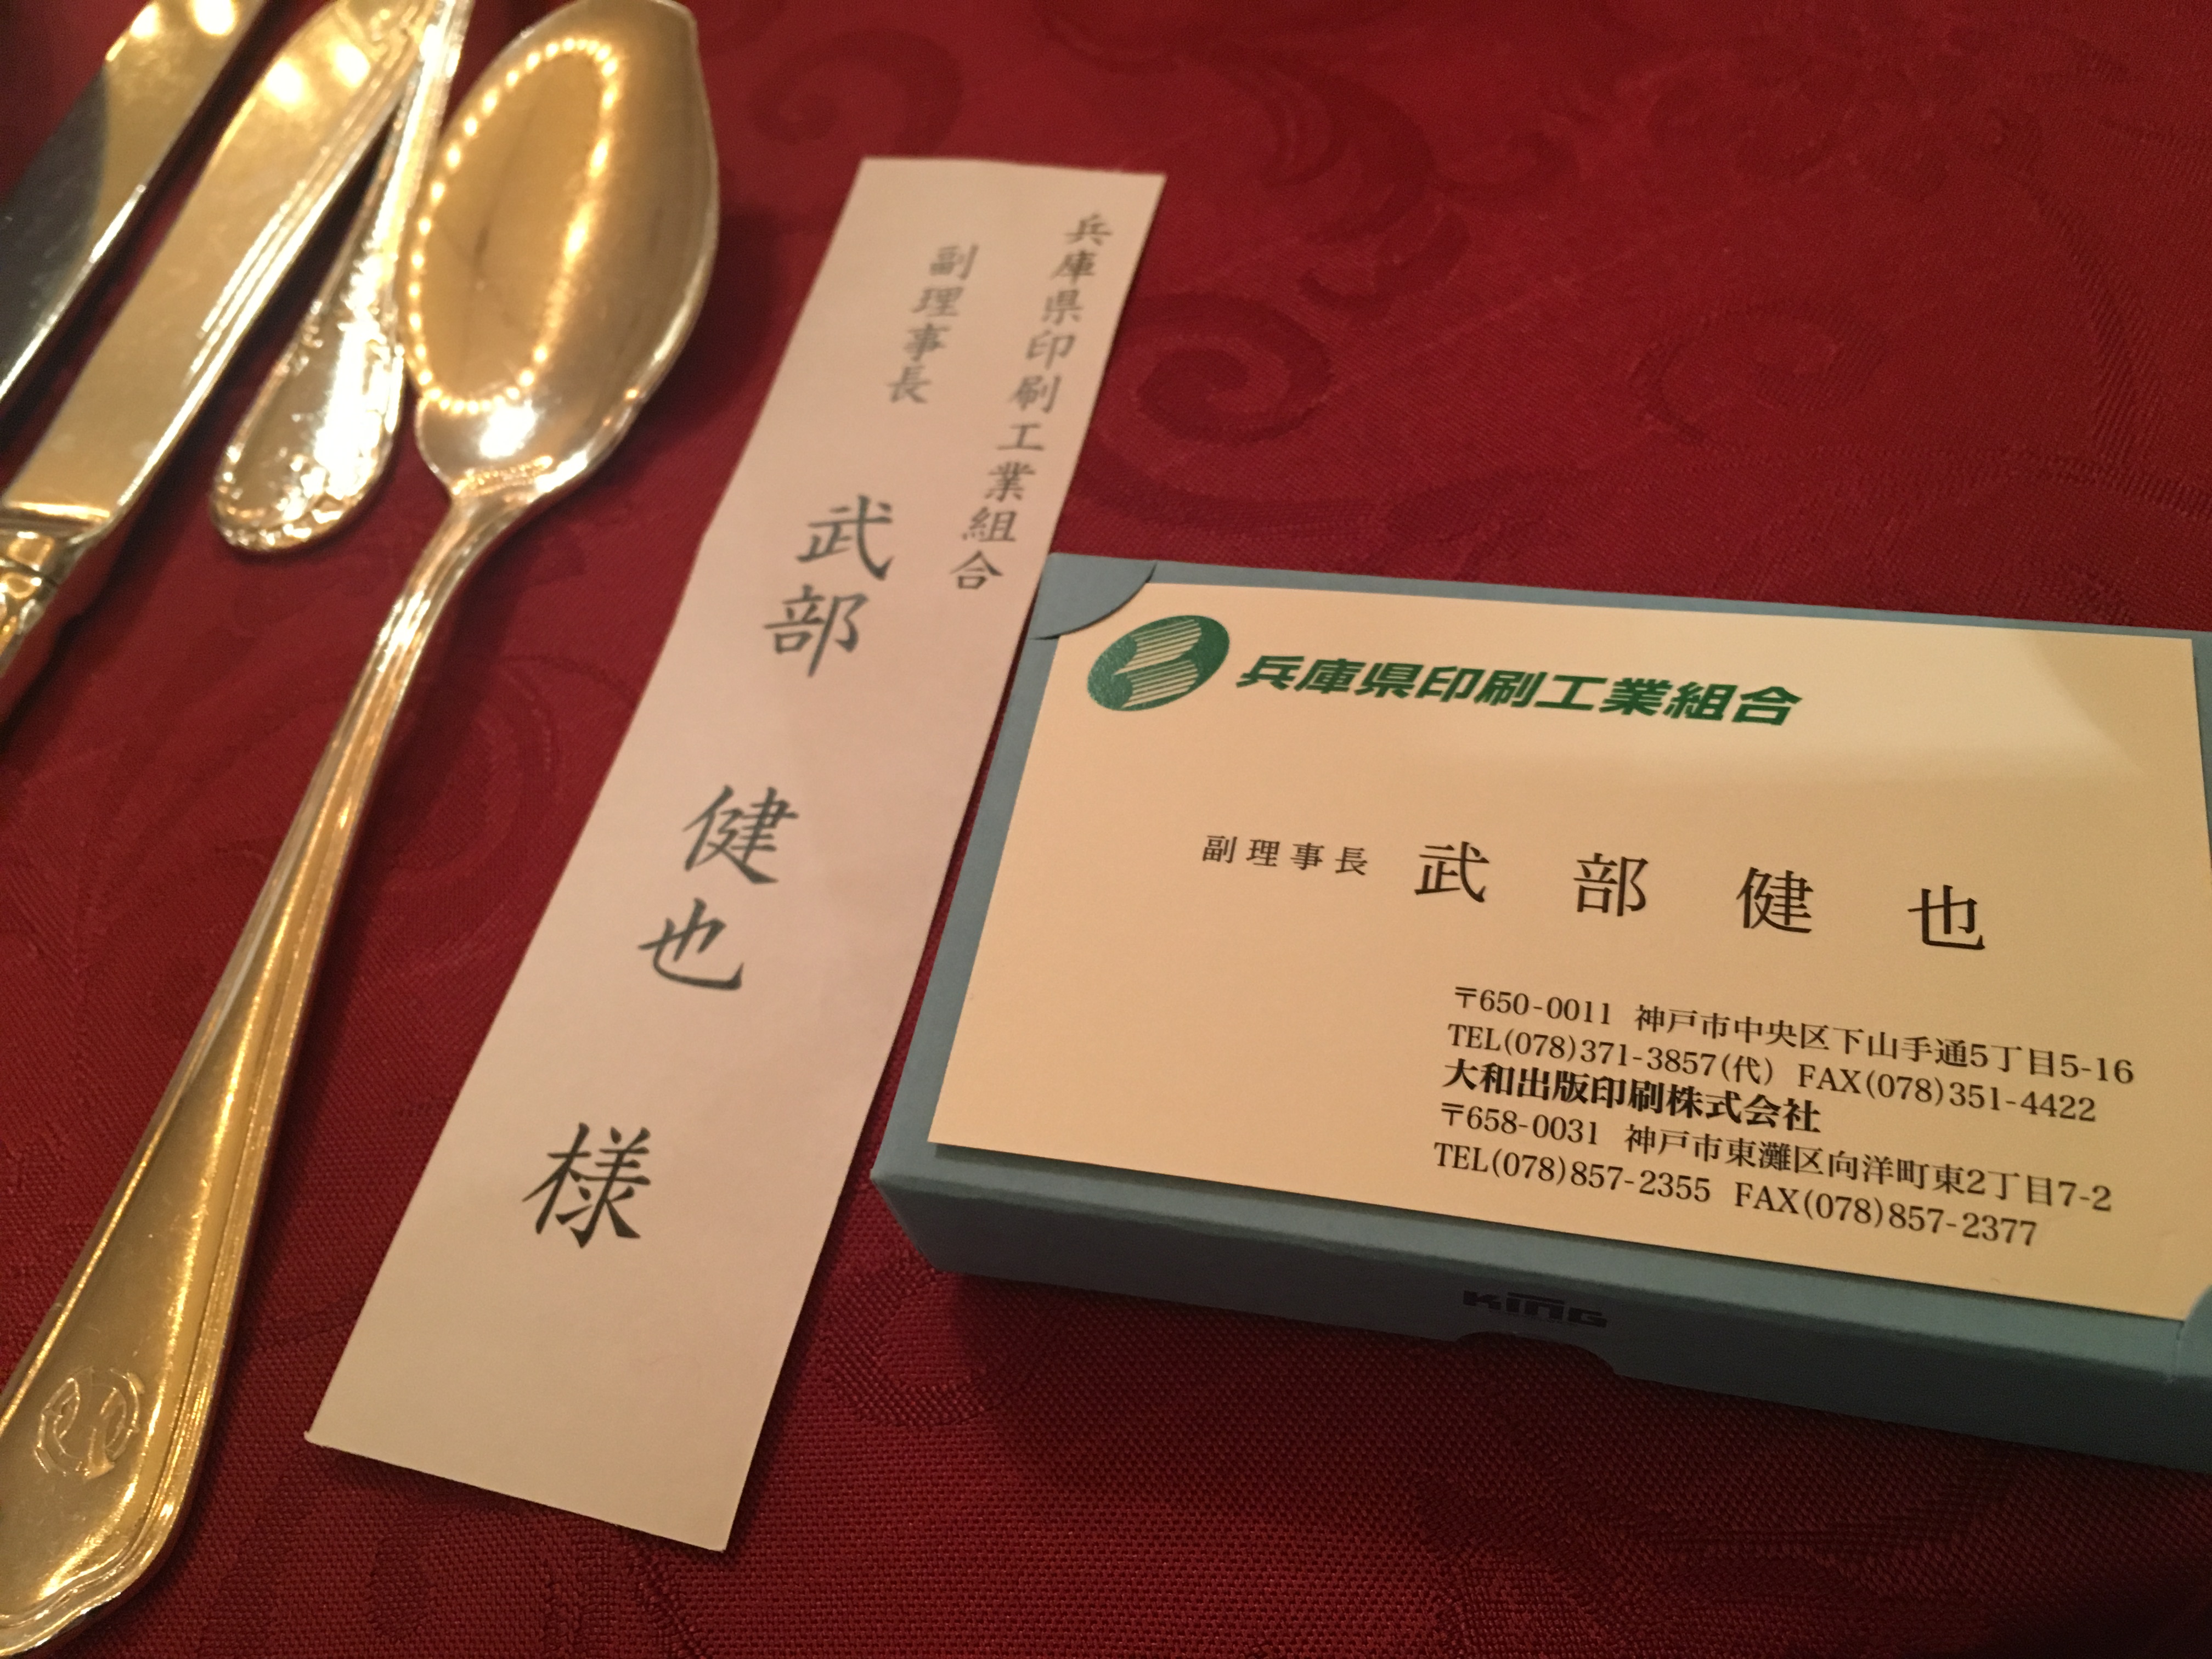 兵庫県印刷工業組合
副理事長
武部 健也 様
兵庫県印刷工業組合
副理事長 武部健也
〒650-0011 神戸市中央区下山手通5丁目5-16
TEL(078)371-3857(代) FAX(078)351-4422
大和出版印刷株式会社
〒658-0031 神戸市東灘区向洋町東2丁目7-2
TEL(078)857-2355 FAX(078)857-2377
KING